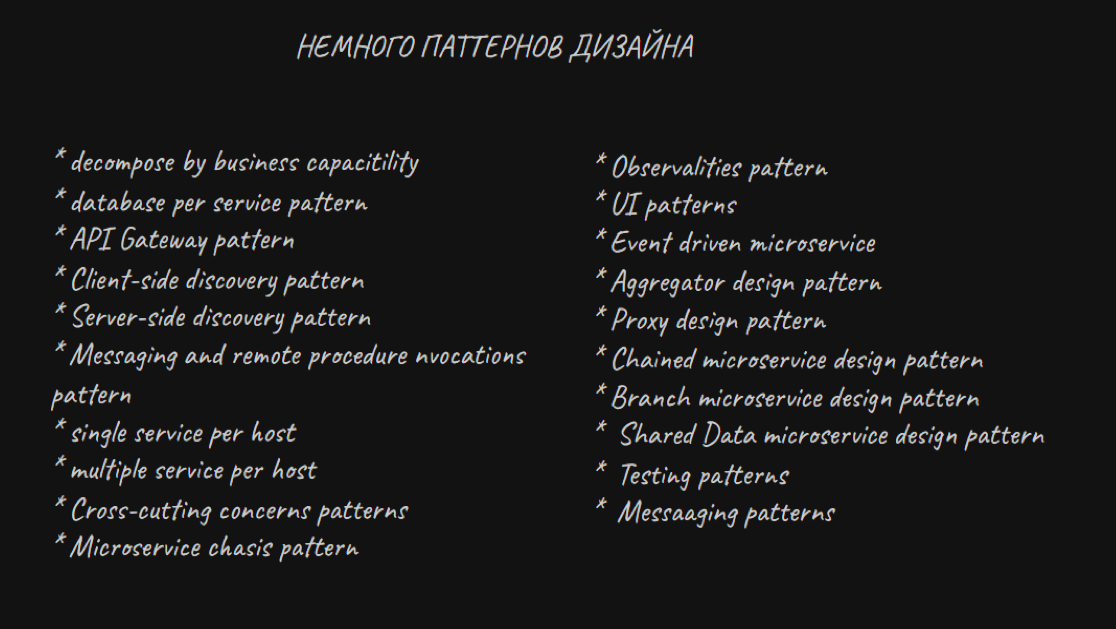 НЕМНОГО ПАТТЕРНОВ ДИЗАЙНА
* decompose by business capacitility
* database per service pattern
* API Gateway pattern
* Client-side discovery pattern
* Server-side discovery pattern
* Messaging and remote procedure nvocations
pattern
* single service per host
* multiple service per host
* Cross-cutting concerns patterns
* Microservice chasis pattern
* Observalities pattern
* UI patterns
* Event driven microservice
* Aggregator design pattern
* Proxy design pattern
* Chained microservice design pattern
* Branch microservice design pattern
* Shared Data microservice design pattern
* Testing patterns
* Messaaging patterns